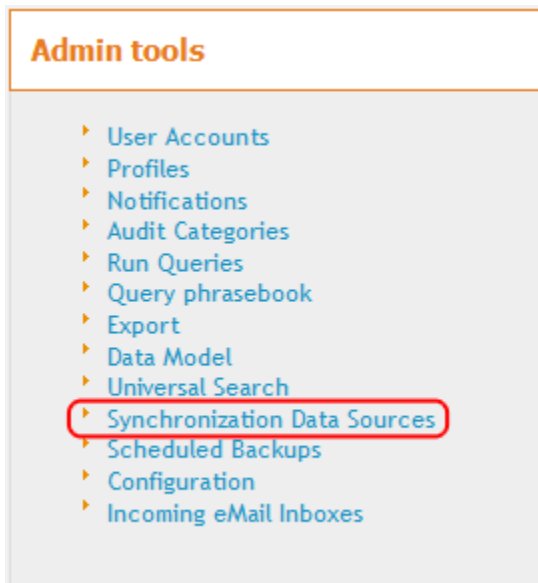 Admin tools
User Accounts
Profiles
Notifications
Audit Categories
Run Queries
Query phrasebook
Export
Data Model
Universal Search
Synchronization Data Sources
Scheduled Backups
Configuration
Incoming eMail Inboxes